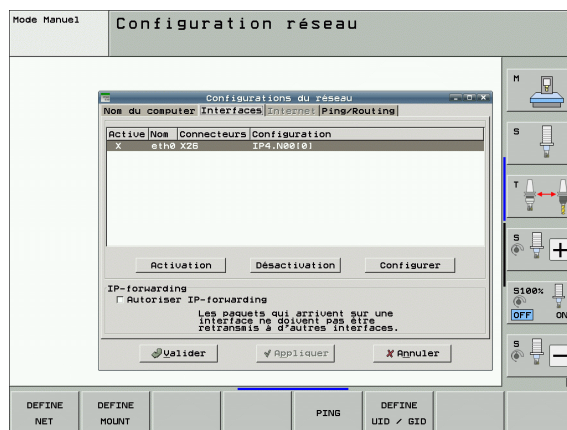 Mode Manuel
Configuration réseau
Configurations du réseau
Nom du computer Interfaces Internet Ping/Routing
Active Nom Connecteurs Configuration
X eth0 X26 IP4.N00[0]
Activation Désactivation Configurer
IP-forwarding
Autoriser IP-forwarding
Les paquets qui arrivent sur une
interface ne doivent pas être
retransmis à d'autres interfaces.
Valider Appliquer Annuler
M
S
T
S
S100%
OFF ON
S
DEFINE NET
DEFINE MOUNT
PING
DEFINE UID / GID